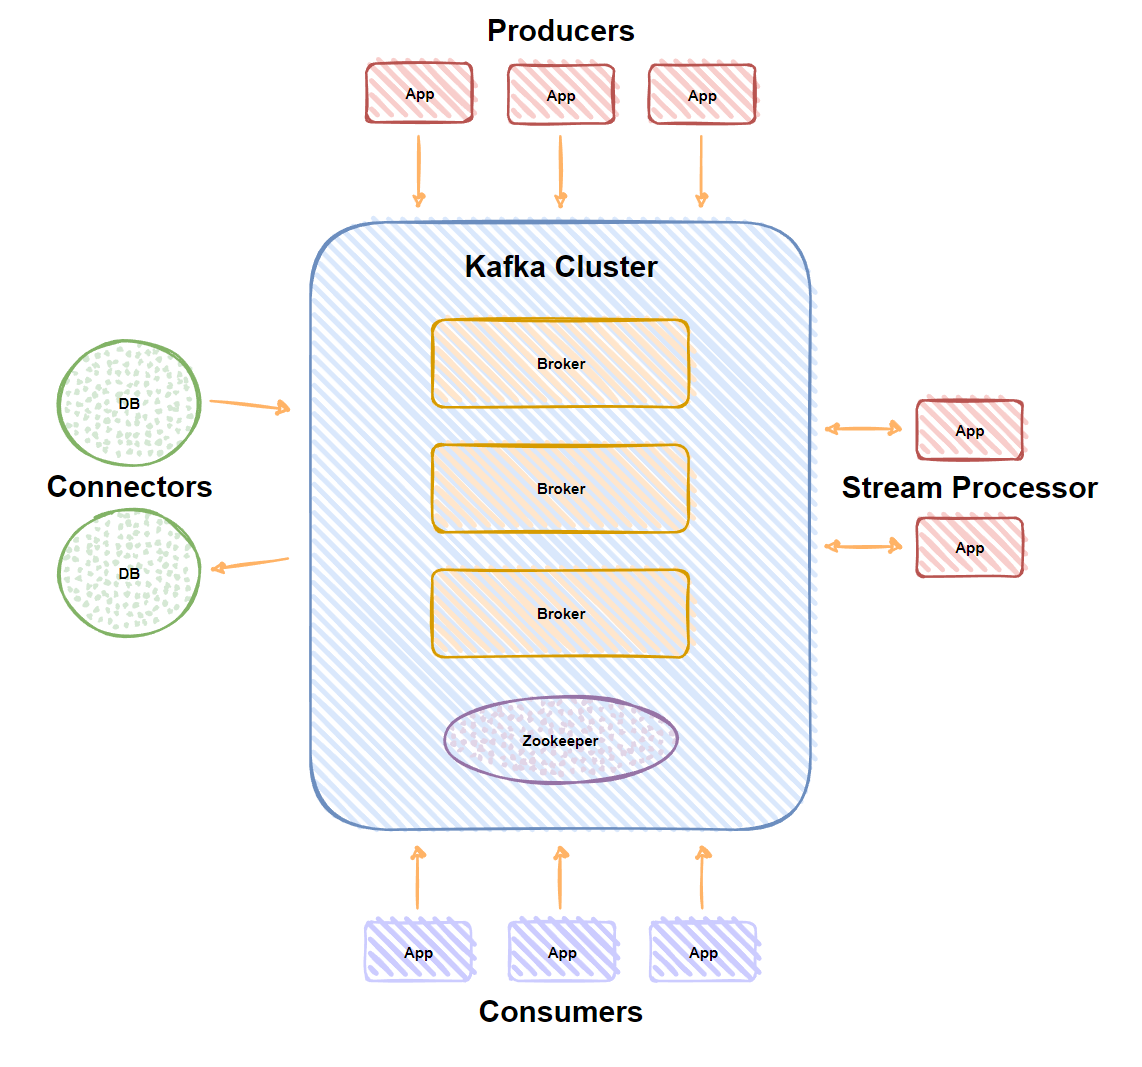 Producers
App
App
App
Kafka Cluster
Broker
DB
App
Connectors
Broker
Stream Processor
App
DB
Broker
Zookeeper
App
App
App
Consumers